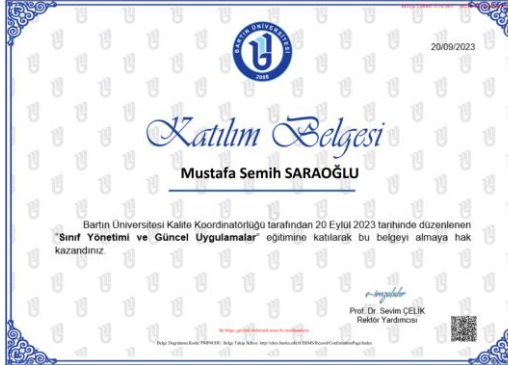 20/09/2023
BARTIN ÜNİVERSİTESİ
2008
Katılım Belgesi
Mustafa Semih SARAOĞLU
Bartın Üniversitesi Kalite Koordinatörlüğü tarafından 20 Eylül 2023 tarihinde düzenlenen
"Sınıf Yönetimi ve Güncel Uygulamalar" eğitimine katılarak bu belgeyi almaya hak
kazandınız.
e-imzalıdır
Prof. Dr. Sevim ÇELİK
Rektör Yardımcısı